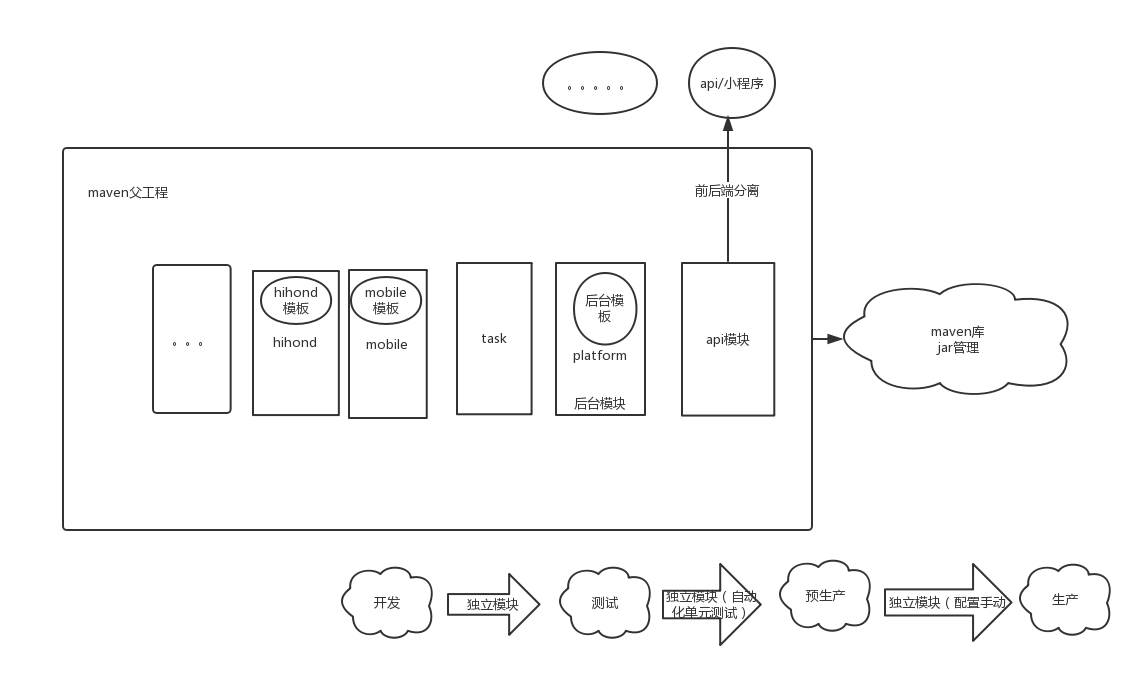 。。。。。
api/小程序
maven父工程
前后端分离
。。。
hihond
模板
hihond
mobile
模板
mobile
task
后台模
板
platform
后台模块
api模块
maven库
jar管理
开发
独立模块
测试
独立模块（自动
化单元测试）
预生产
独立模块（配置手动
生产